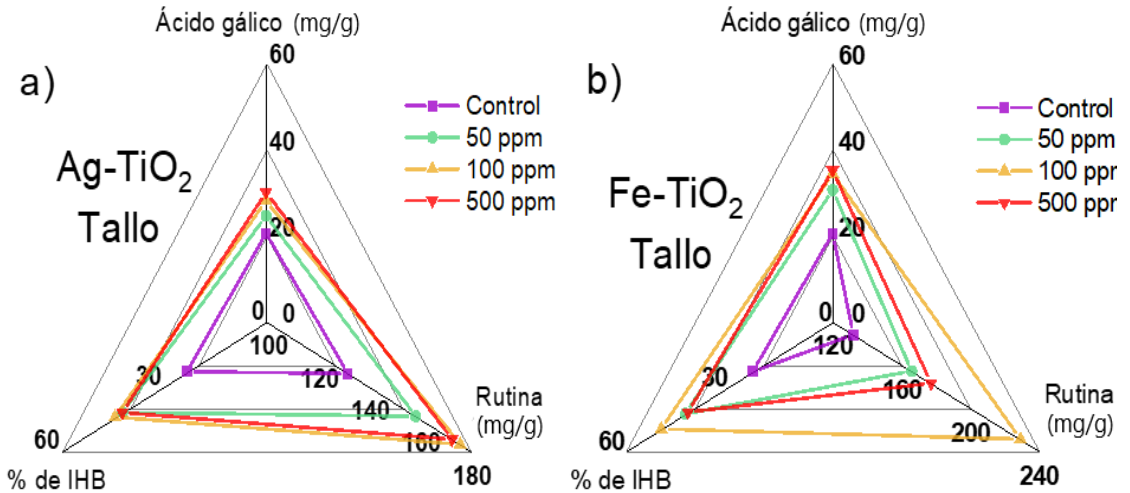 Ácido gálico (mg/g)
60
a)
Control
50 ppm
100 ppm
500 ppm
Ag-TiO2
Tallo
40
20
0
0
100
30
120
140
160
180
60
Rutina
(mg/g)
% de IHB
Ácido gálico (mg/g)
60
b)
Control
50 ppm
100 ppr
500 ppr
Fe-TiO2
Tallo
40
20
0
0
120
30
160
200
240
60
Rutina
(mg/g)
% de IHB